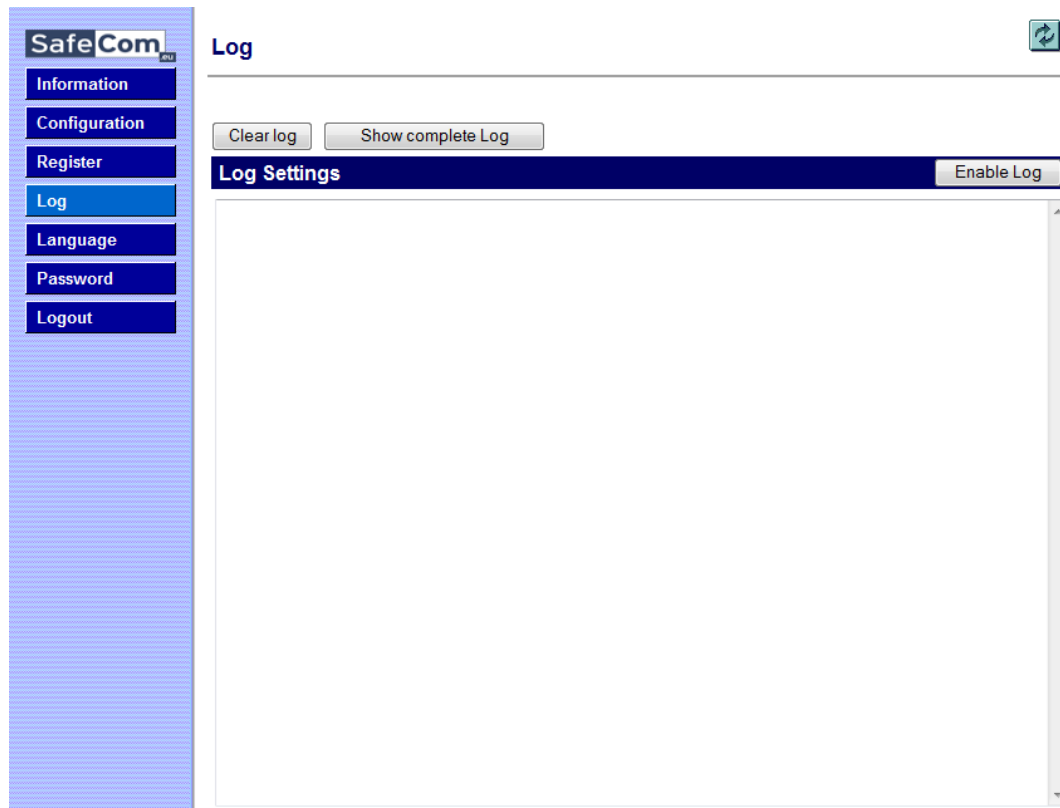 SafeCom.eu
Information
Configuration
Register
Log
Language
Password
Logout
Log
Clear log
Show complete Log
Log Settings
Enable Log